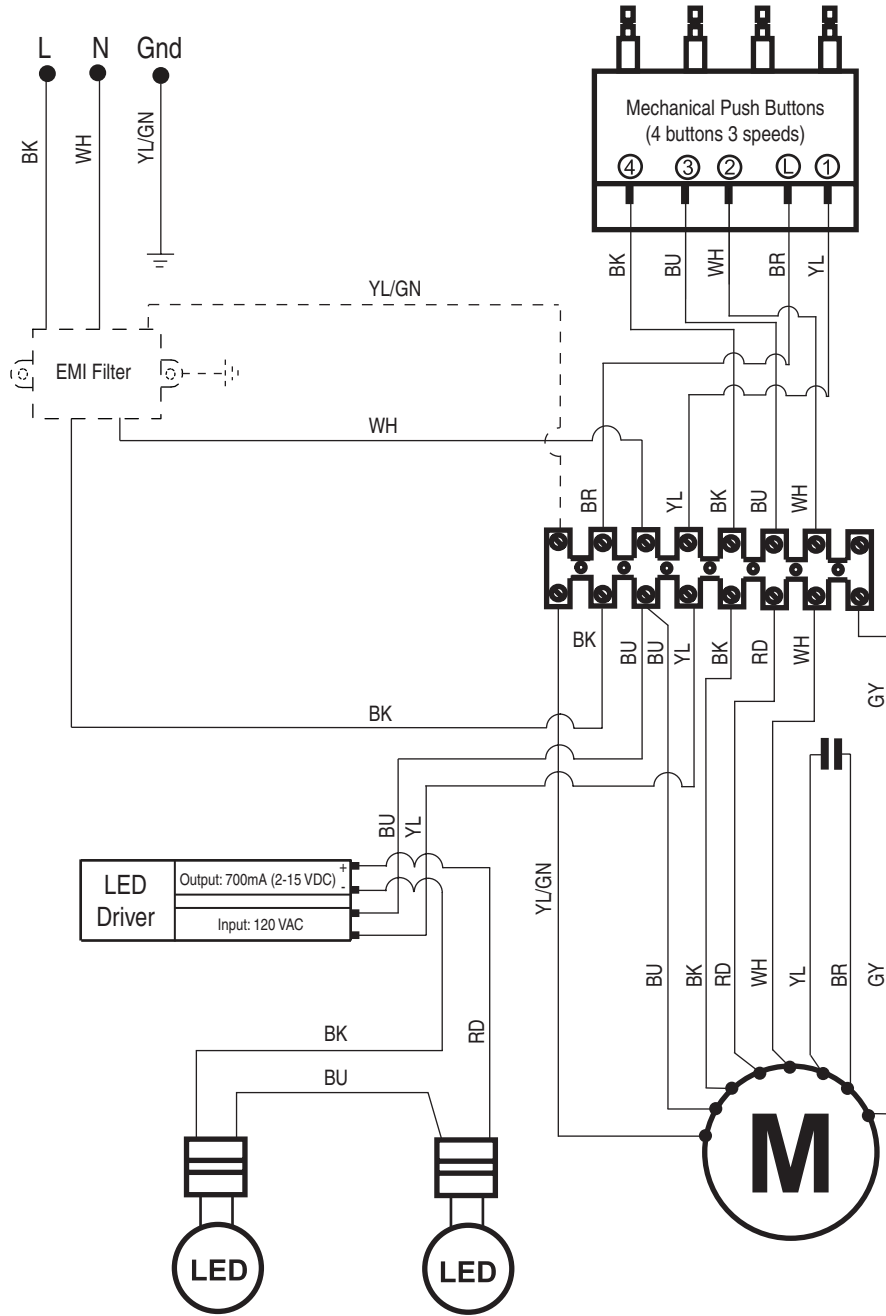 L N Gnd
Mechanical Push Buttons
(4 buttons 3 speeds)
4 3 2 L 1
BK WH YL/GN
BK BU WH BR YL
YL/GN
EMI Filter
WH
BR YL BK BU WH
BK BU BU YL BK RD WH
GY
BK
BU YL
LED
Driver
Output: 700mA (2-15 VDC) + -
Input: 120 VAC
YL/GN
BU BK RD WH YL BR GY
BK
RD
BU
M
LED LED